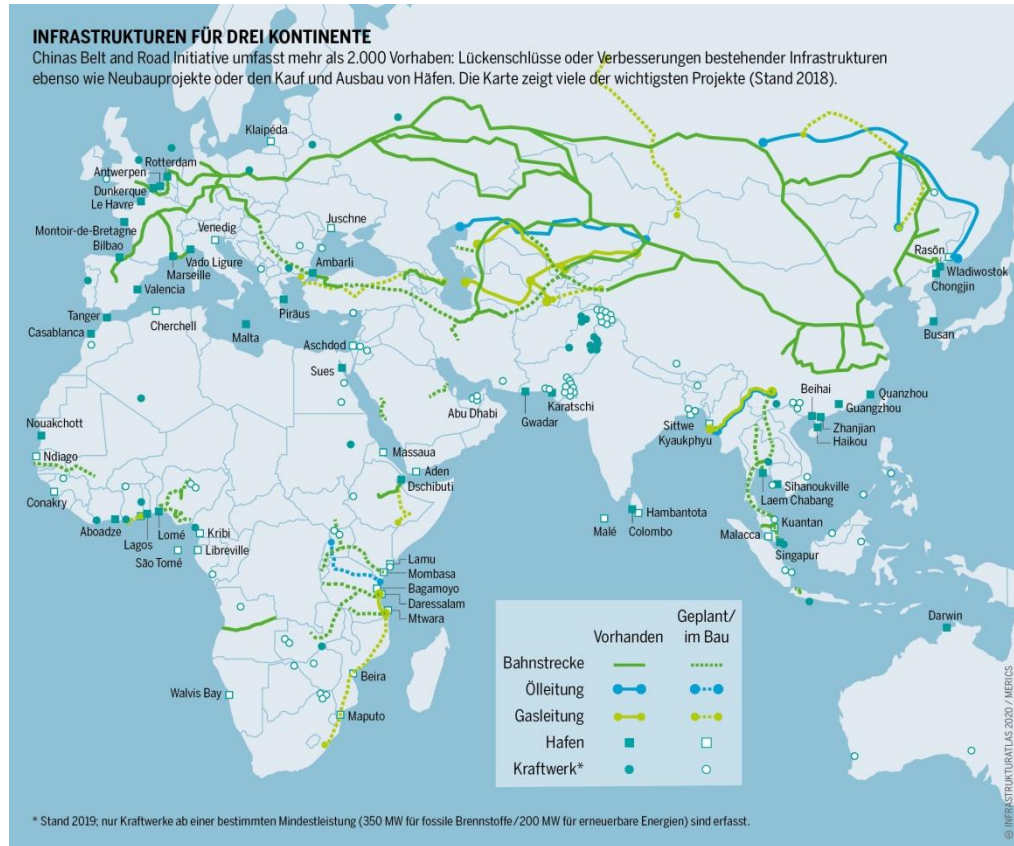 INFRASTRUKTUREN FÜR DREI KONTINENTE
Chinas Belt and Road Initiative umfasst mehr als 2.000 Vorhaben: Lückenschlüsse oder Verbesserungen bestehender Infrastrukturen
ebenso wie Neubauprojekte oder den Kauf und Ausbau von Häfen. Die Karte zeigt viele der wichtigsten Projekte (Stand 2018).
Klaipéda
Rotterdam
Antwerpen
Dunkerque
Le Havre
Montoir-de-Bretagne
Bilbao
Venedig
Juschne
Vado Ligure
Marseille
Ambarli
Valencia
Piräus
Tanger
Casablanca
Cherchell
Malta
Aschdod
Sues
Abu Dhabi
Gwadar
Karatschi
Rasŏn
Wladiwostok
Chongjin
Busan
Beihai
Quanzhou
Guangzhou
Zhanjian
Haikou
Sittwe
Kyaukphyu
Nouakchott
Ndiago
Conakry
Massaua
Aden
Dschibuti
Aboadze
Lagos
Lomé
São Tomé
Kribi
Libreville
Sihanoukville
Laem Chabang
Hambantota
Malé
Colombo
Kuantan
Malacca
Singapur
Lamu
Mombasa
Bagamoyo
Daressalam
Mtwara
Darwin
Walvis Bay
Beira
Maputo
Geplant/
Vorhanden im Bau
Bahnstrecke
Ölleitung
Gasleitung
Hafen
Kraftwerk*
* Stand 2019; nur Kraftwerke ab einer bestimmten Mindestleistung (350 MW für fossile Brennstoffe/200 MW für erneuerbare Energien) sind erfasst.
© INFRASTRUKTURATLAS 2020 / MERICS